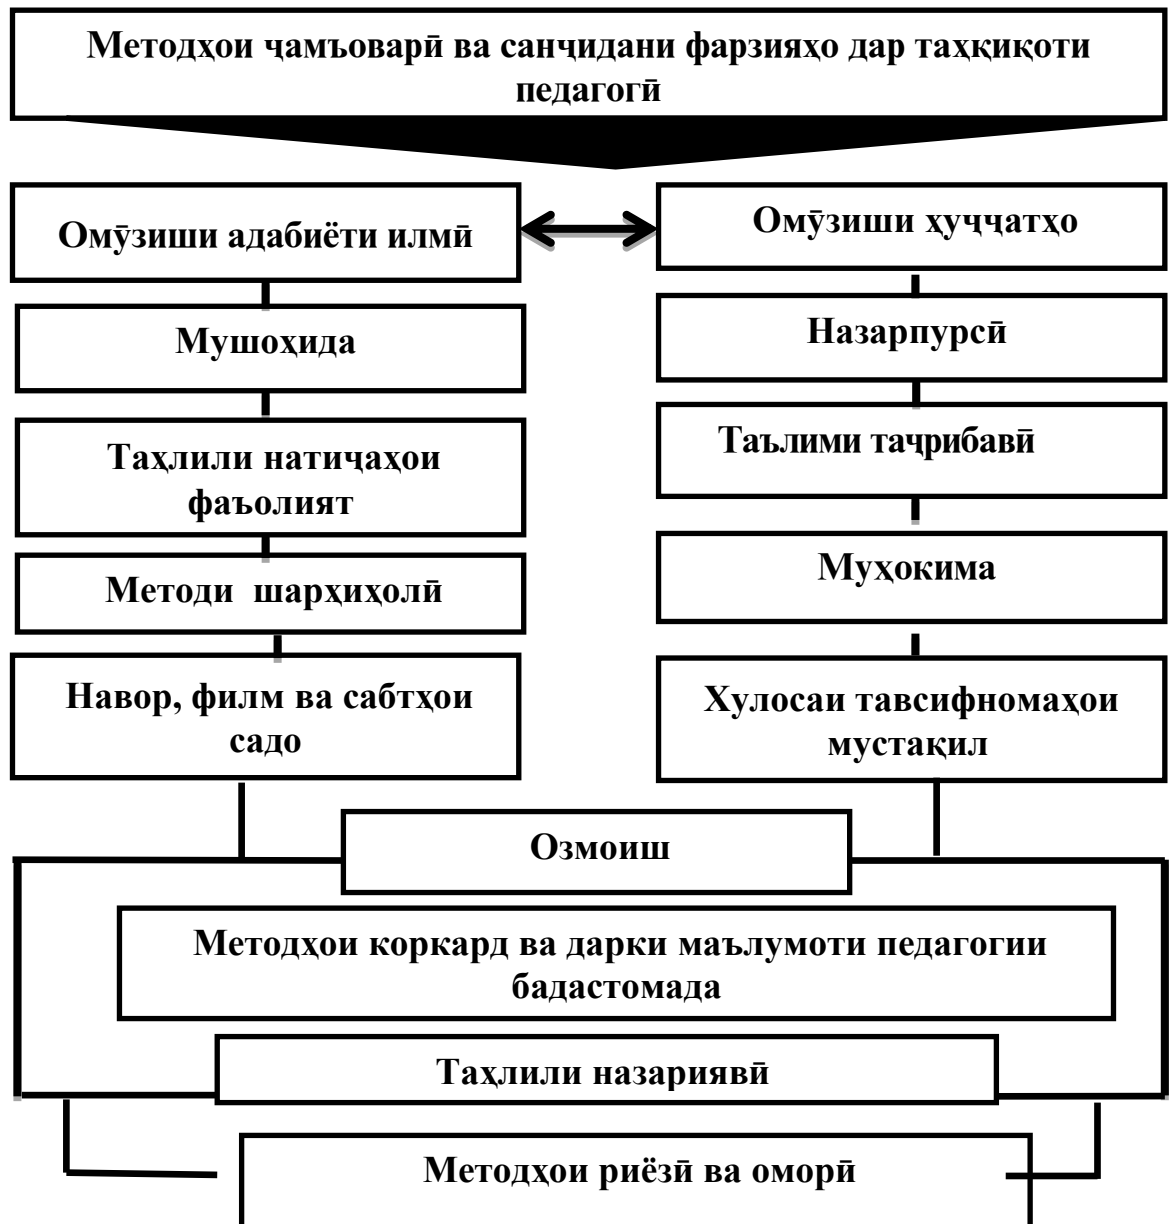 Методҳои ҷамъоварӣ ва санҷидани фарзияҳо дар таҳқиқоти
педагогӣ
Омӯзиши адабиёти илмӣ
Омӯзиши ҳуҷҷатҳо
Мушоҳида
Назарпурсӣ
Таҳлили натиҷаҳои
фаъолият
Таълими таҷрибавӣ
Методи шарҳиҳолӣ
Муҳокима
Навор, филм ва сабтҳои
садо
Хулосаи тавсифномаҳои
мустақил
Озмоиш
Методҳои коркард ва дарки маълумоти педагогии
бадастомада
Таҳлили назариявӣ
Методҳои риёзӣ ва оморӣ